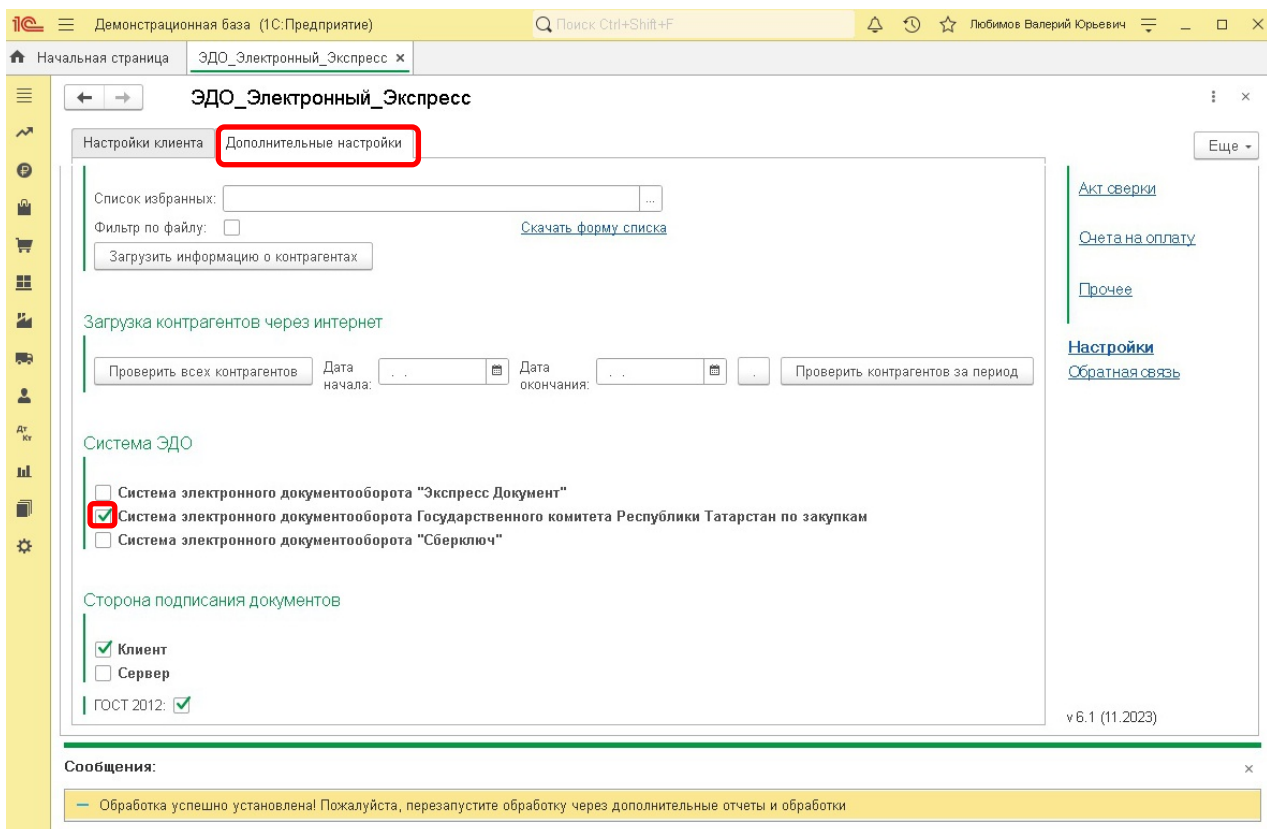 1С Демонстрационная база (1С:Предприятие) Поиск Ctrl+Shift+F Любимов Валерий Юрьевич
Начальная страница ЭДО_Электронный_Экспресс ×
ЭДО_Электронный_Экспресс
Настройки клиента Дополнительные настройки Еще
Список избранных: ...
Фильтр по файлу: Скачать форму списка
Загрузить информацию о контрагентах
Загрузка контрагентов через интернет
Проверить всех контрагентов Дата начала: . . Дата окончания: . . . Проверить контрагентов за период
Система ЭДО
Система электронного документооборота "Экспресс Документ"
Система электронного документооборота Государственного комитета Республики Татарстан по закупкам
Система электронного документооборота "Сберключ"
Сторона подписания документов
Клиент
Сервер
ГОСТ 2012:
Акт сверки
Счета на оплату
Прочее
Настройки
Обратная связь
v 6.1 (11.2023)
Дт
Кт
Сообщения:
Обработка успешно установлена! Пожалуйста, перезапустите обработку через дополнительные отчеты и обработки